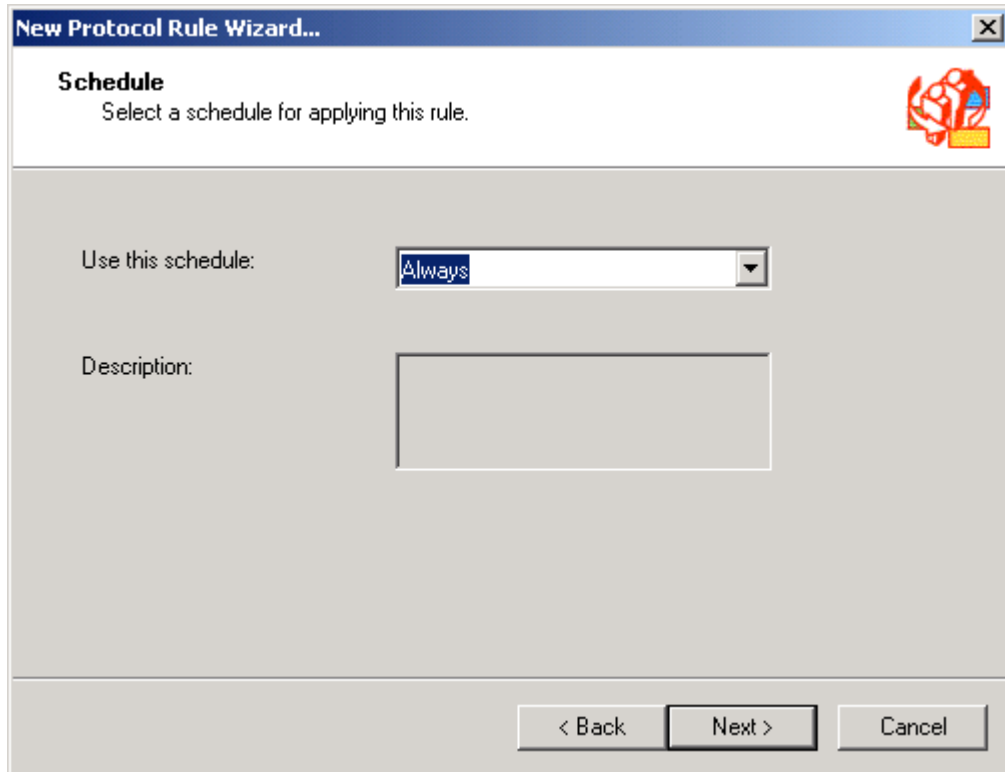 New Protocol Rule Wizard...
Schedule
Select a schedule for applying this rule.
Use this schedule:
Always
Description:
< Back
Next >
Cancel